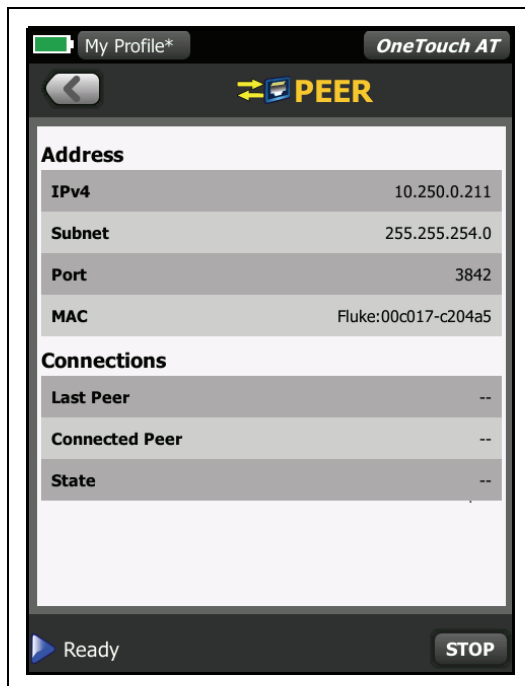 My Profile* OneTouch AT
PEER
Address
IPv4 10.250.0.211
Subnet 255.255.254.0
Port 3842
MAC Fluke:00c017-c204a5
Connections
Last Peer --
Connected Peer --
State --
Ready STOP